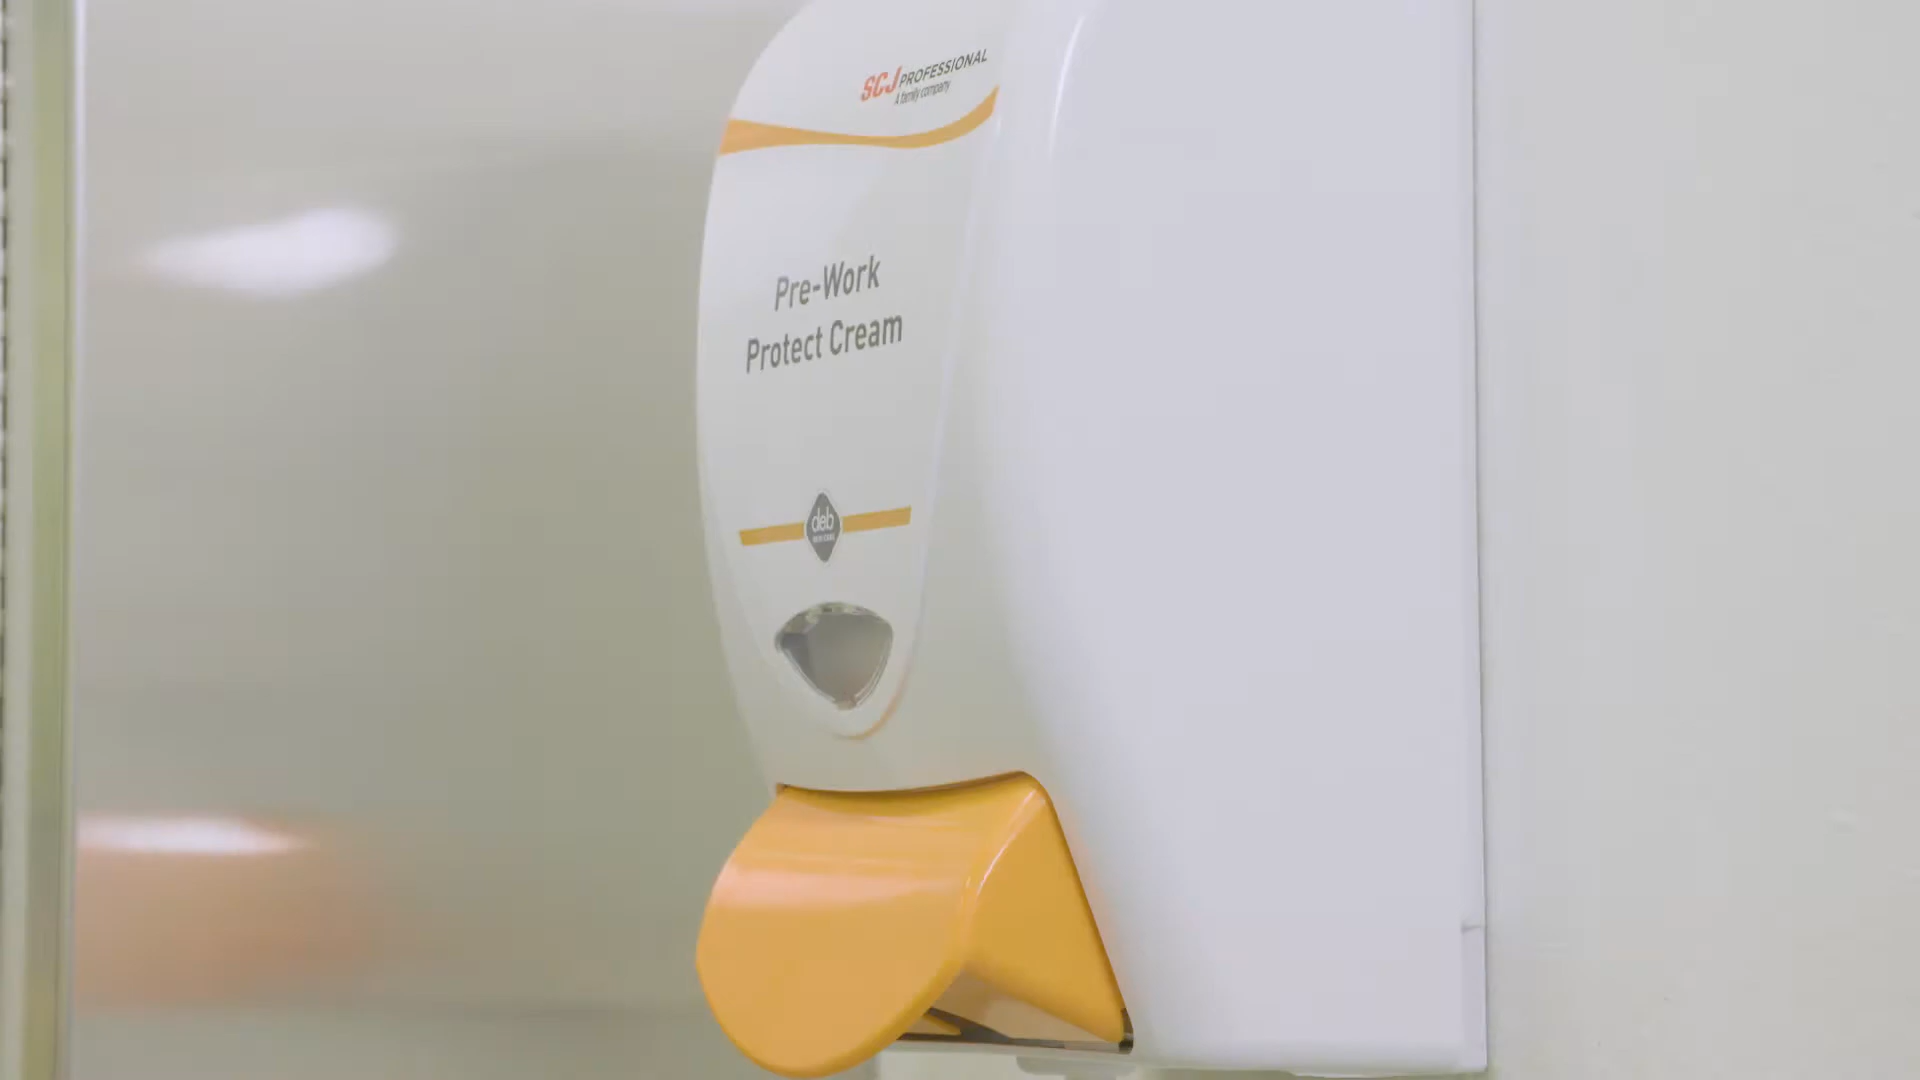 SCJ PROFESSIONAL
A family company
Pre-Work
Protect Cream
deb